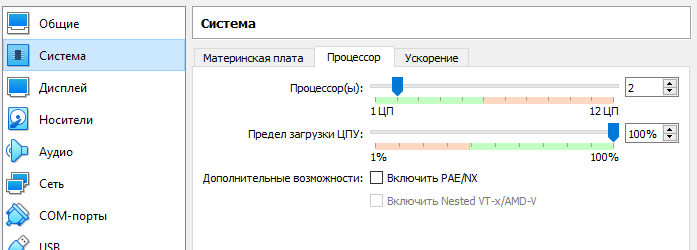 Общие
Система
Дисплей
Носители
Аудио
Сеть
COM-порты
USB
Система
Материнская плата Процессор Ускорение
Процессор(ы): 2
1 ЦП 12 ЦП
Предел загрузки ЦПУ: 100%
1% 100%
Дополнительные возможности: Включить PAE/NX
Включить Nested VT-x/AMD-V